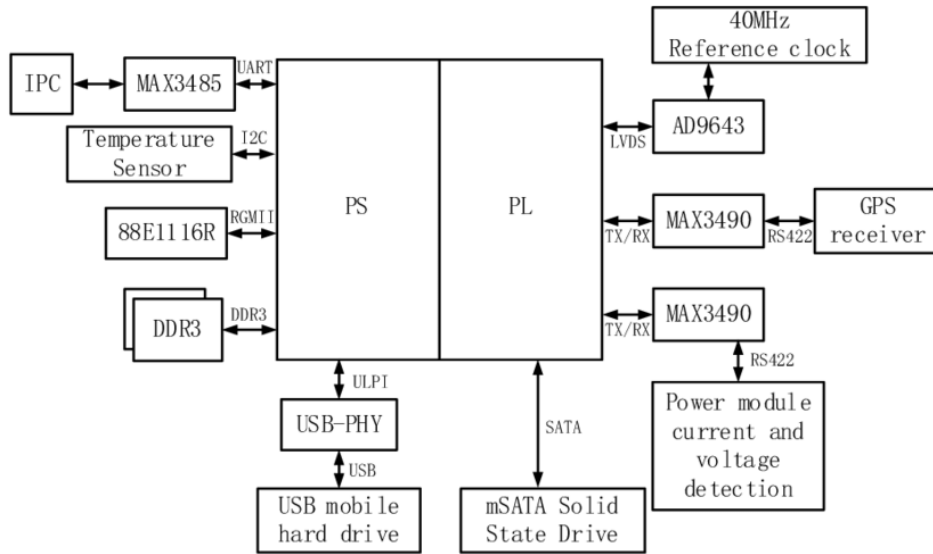 40MHz
Reference clock
IPC
MAX3485
UART
AD9643
LVDS
Temperature
Sensor
I2C
PS
PL
88E1116R
RGMII
MAX3490
TX/RX
RS422
GPS
receiver
DDR3
DDR3
MAX3490
TX/RX
RS422
ULPI
USB-PHY
USB
USB mobile
hard drive
SATA
mSATA Solid
State Drive
Power module
current and
voltage
detection